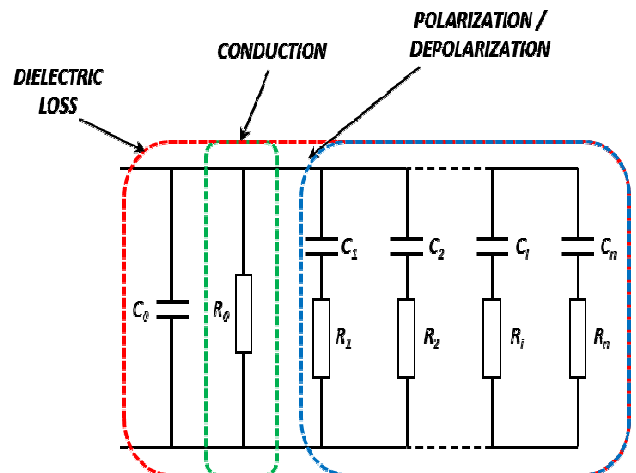 POLARIZATION /
DEPOLARIZATION
CONDUCTION
DIELECTRIC
LOSS
C1 C2 Ci Cn
C0 R0
R1 R2 Ri Rn